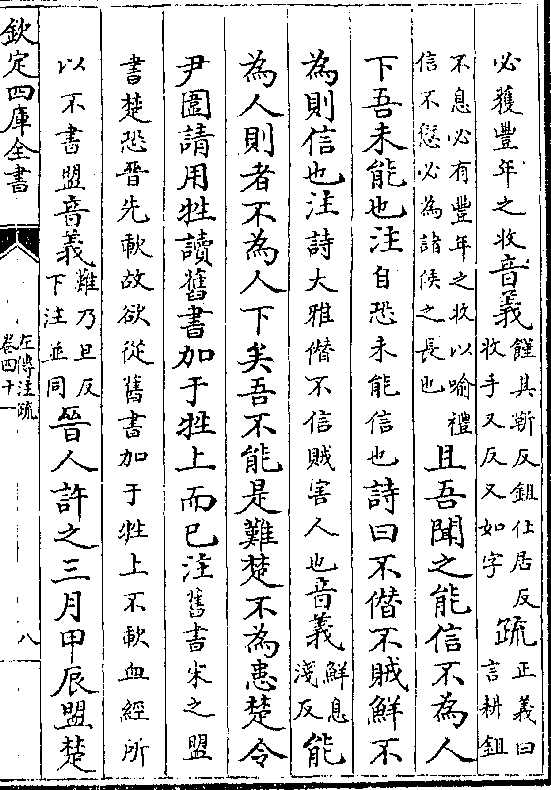 必獲豐年之收音義饉其靳反鉏仕居反收手又反又如字疏正義曰言耕鉏
不息必有豐年之收以喻禮信不愆必為諸侯之長也且吾聞之能信不為人
下吾未能也注自恐未能信也詩曰不僭不賊鮮不
為則信也注詩大雅僭不信賊害人也音義鮮息淺反能
為人則者不為人下矣吾不能是難楚不為患楚令
尹圍請用牲讀舊書加于牲上而已注舊書宋之盟
書楚恐晉先歃故欲從舊書加于牲上不歃血經所
以不書盟音義難乃旦反下注並同晉人許之三月甲辰盟楚
欽定四庫全書
左傳注疏
卷四十一
八